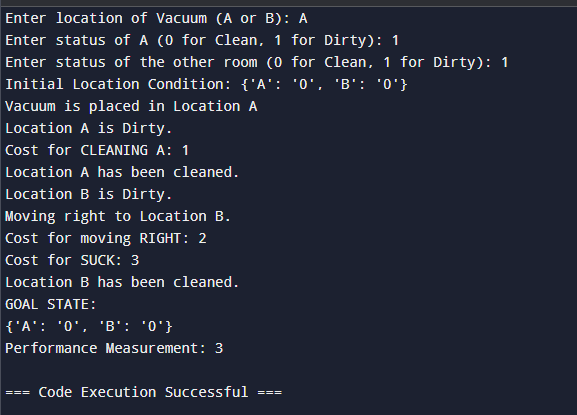 Enter location of Vacuum (A or B): A
Enter status of A (0 for Clean, 1 for Dirty): 1
Enter status of the other room (0 for Clean, 1 for Dirty): 1
Initial Location Condition: {'A': '0', 'B': '0'}
Vacuum is placed in Location A
Location A is Dirty.
Cost for CLEANING A: 1
Location A has been cleaned.
Location B is Dirty.
Moving right to Location B.
Cost for moving RIGHT: 2
Cost for SUCK: 3
Location B has been cleaned.
GOAL STATE:
{'A': '0', 'B': '0'}
Performance Measurement: 3
=== Code Execution Successful ===